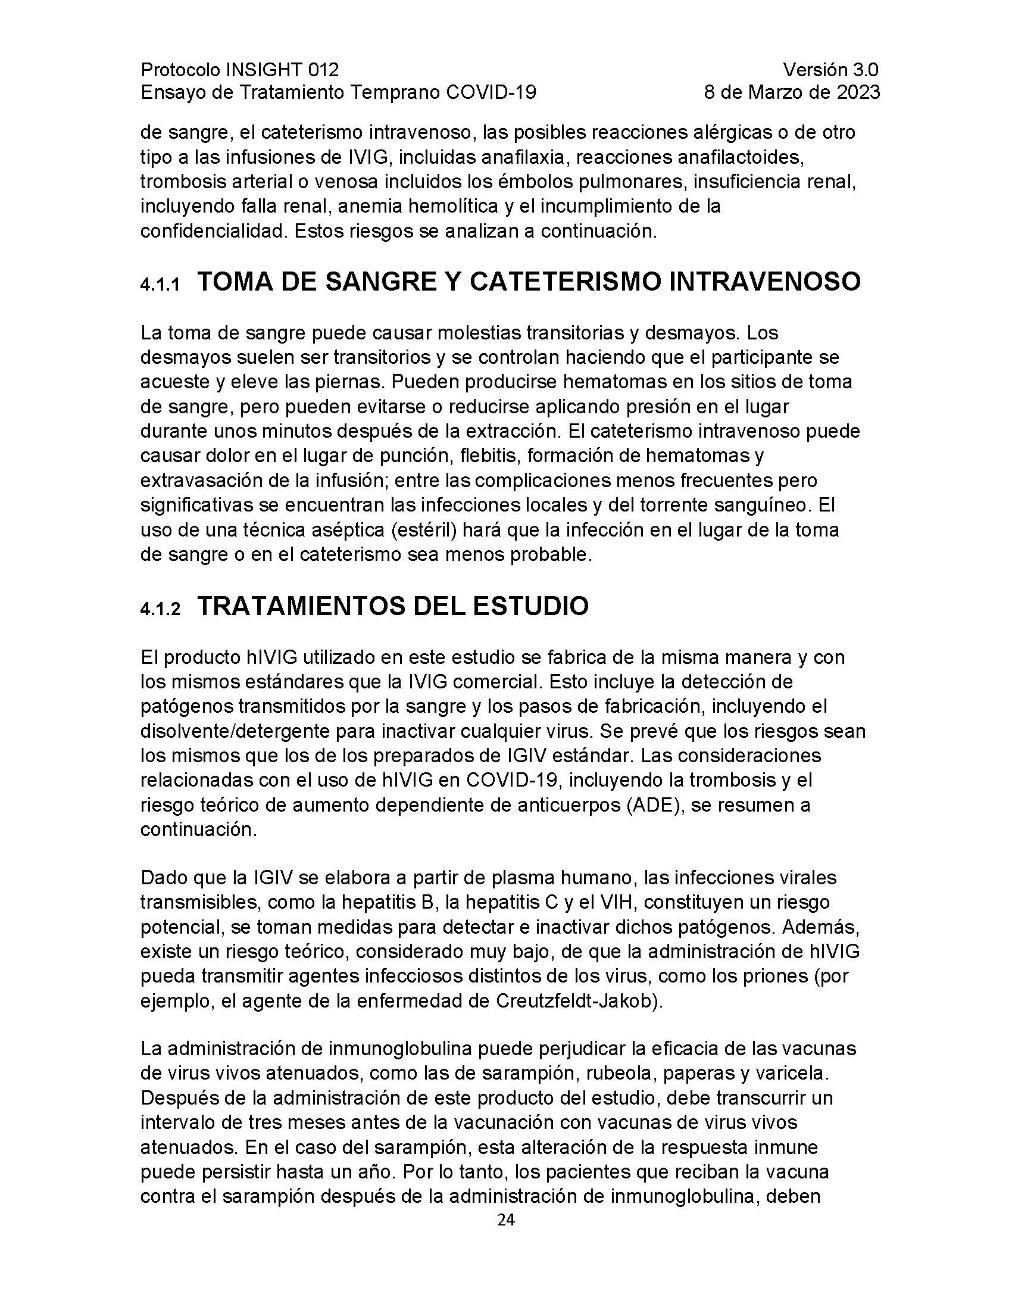 Protocolo INSIGHT 012 Versión 3.0
Ensayo de Tratamiento Temprano COVID-19 8 de Marzo de 2023
de sangre, el cateterismo intravenoso, las posibles reacciones alérgicas o de otro
tipo a las infusiones de IVIG, incluidas anafilaxia, reacciones anafilactoides,
trombosis arterial o venosa incluidos los émbolos pulmonares, insuficiencia renal,
incluyendo falla renal, anemia hemolítica y el incumplimiento de la
confidencialidad. Estos riesgos se analizan a continuación.
4.1.1 TOMA DE SANGRE Y CATETERISMO INTRAVENOSO
La toma de sangre puede causar molestias transitorias y desmayos. Los
desmayos suelen ser transitorios y se controlan haciendo que el participante se
acueste y eleve las piernas. Pueden producirse hematomas en los sitios de toma
de sangre, pero pueden evitarse o reducirse aplicando presión en el lugar
durante unos minutos después de la extracción. El cateterismo intravenoso puede
causar dolor en el lugar de punción, flebitis, formación de hematomas y
extravasación de la infusión; entre las complicaciones menos frecuentes pero
significativas se encuentran las infecciones locales y del torrente sanguíneo. El
uso de una técnica aséptica (estéril) hará que la infección en el lugar de la toma
de sangre o en el cateterismo sea menos probable.
4.1.2 TRATAMIENTOS DEL ESTUDIO
El producto hIVIG utilizado en este estudio se fabrica de la misma manera y con
los mismos estándares que la IVIG comercial. Esto incluye la detección de
patógenos transmitidos por la sangre y los pasos de fabricación, incluyendo el
disolvente/detergente para inactivar cualquier virus. Se prevé que los riesgos sean
los mismos que los de los preparados de IGIV estándar. Las consideraciones
relacionadas con el uso de hIVIG en COVID-19, incluyendo la trombosis y el
riesgo teórico de aumento dependiente de anticuerpos (ADE), se resumen a
continuación.
Dado que la IGIV se elabora a partir de plasma humano, las infecciones virales
transmisibles, como la hepatitis B, la hepatitis C y el VIH, constituyen un riesgo
potencial, se toman medidas para detectar e inactivar dichos patógenos. Además,
existe un riesgo teórico, considerado muy bajo, de que la administración de hIVIG
pueda transmitir agentes infecciosos distintos de los virus, como los priones (por
ejemplo, el agente de la enfermedad de Creutzfeldt-Jakob).
La administración de inmunoglobulina puede perjudicar la eficacia de las vacunas
de virus vivos atenuados, como las de sarampión, rubeola, paperas y varicela.
Después de la administración de este producto del estudio, debe transcurrir un
intervalo de tres meses antes de la vacunación con vacunas de virus vivos
atenuados. En el caso del sarampión, esta alteración de la respuesta inmune
puede persistir hasta un año. Por lo tanto, los pacientes que reciban la vacuna
contra el sarampión después de la administración de inmunoglobulina, deben
24